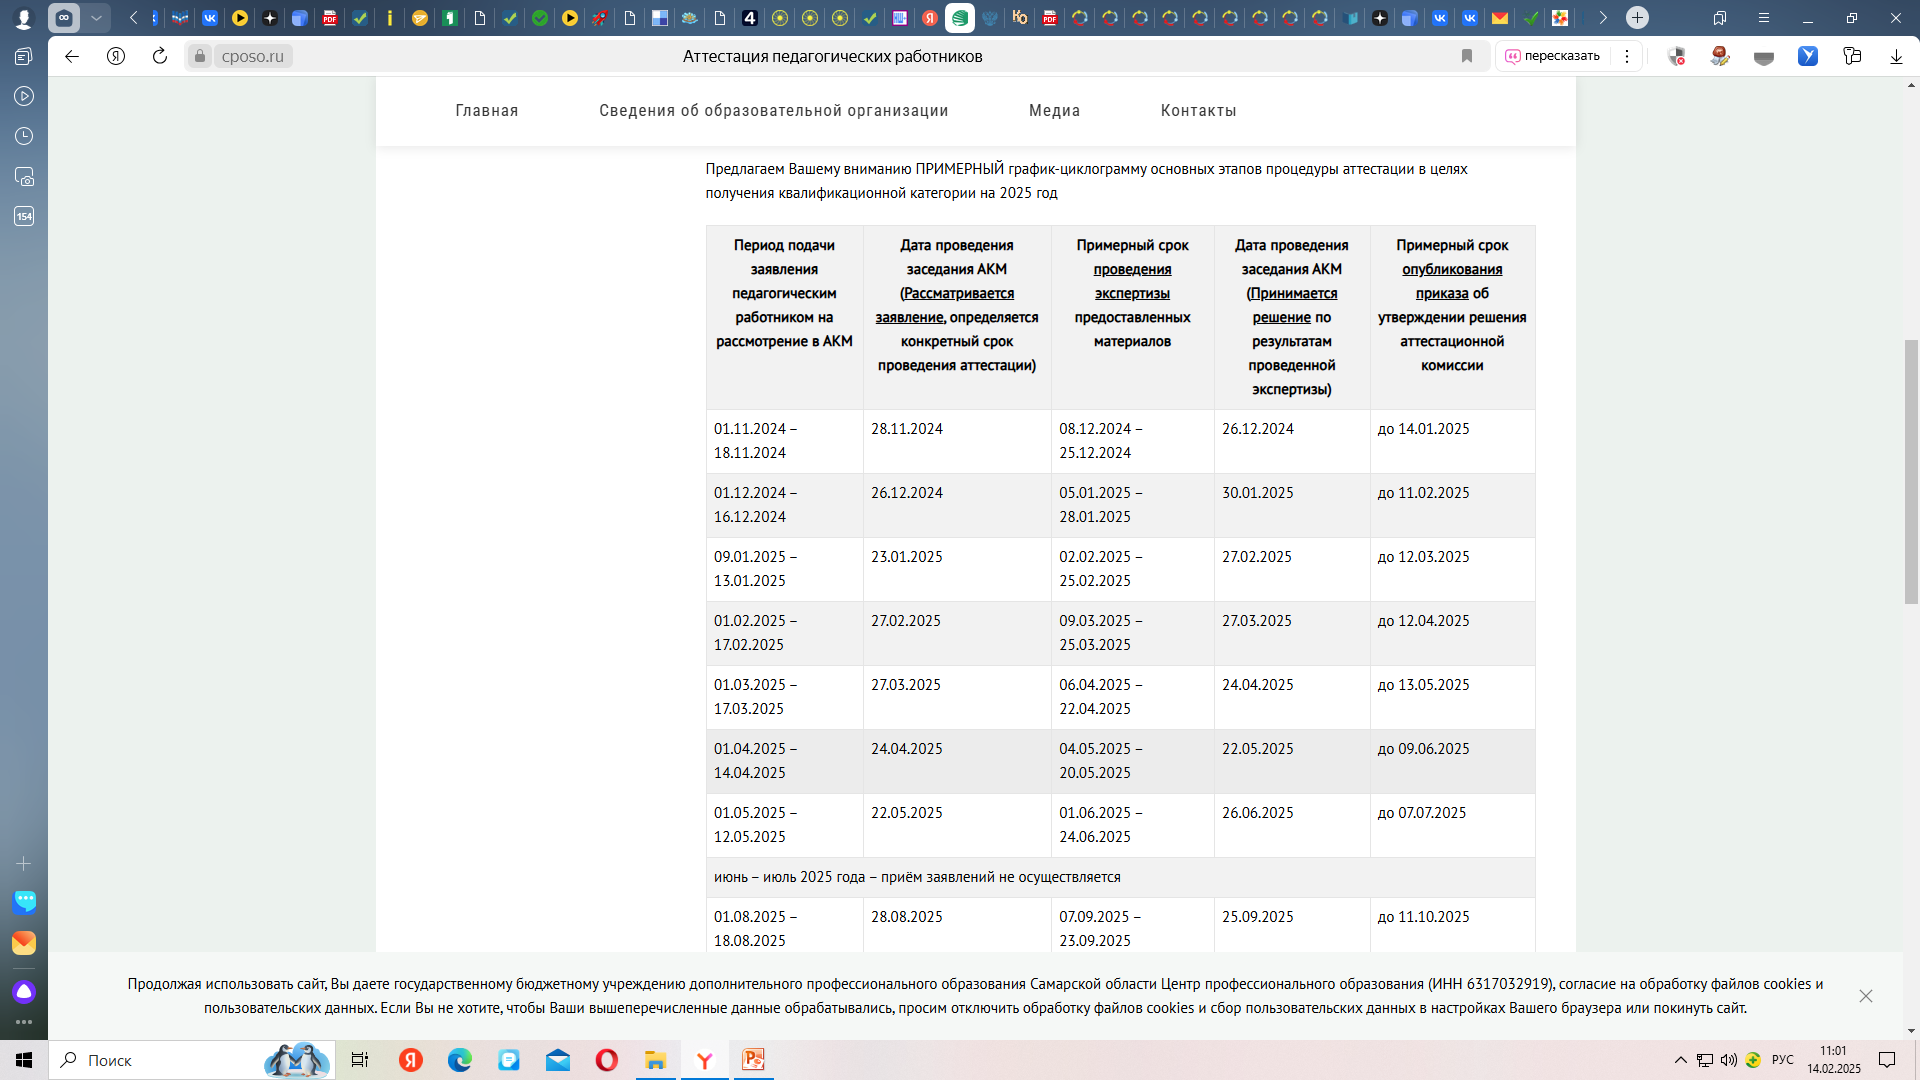 cposo.ru
Аттестация педагогических работников
пересказать
154
Главная
Сведения об образовательной организации
Медиа
Контакты
Предлагаем Вашему вниманию ПРИМЕРНЫЙ график-циклограмму основных этапов процедуры аттестации в целях
получения квалификационной категории на 2025 год
Период подачи
заявления
педагогическим
работником на
рассмотрение в АКМ
Дата проведения
заседания АКМ
(Рассматривается
заявление, определяется
конкретный срок
проведения аттестации)
Примерный срок
проведения
экспертизы
предоставленных
материалов
Дата проведения
заседания АКМ
(Принимается
решение по
результатам
проведенной
экспертизы)
Примерный срок
опубликования
приказа об
утверждении решения
аттестационной
комиссии
01.11.2024 –
18.11.2024
28.11.2024
08.12.2024 –
25.12.2024
26.12.2024
до 14.01.2025
01.12.2024 –
16.12.2024
26.12.2024
05.01.2025 –
28.01.2025
30.01.2025
до 11.02.2025
09.01.2025 –
13.01.2025
23.01.2025
02.02.2025 –
25.02.2025
27.02.2025
до 12.03.2025
01.02.2025 –
17.02.2025
27.02.2025
09.03.2025 –
25.03.2025
27.03.2025
до 12.04.2025
01.03.2025 –
17.03.2025
27.03.2025
06.04.2025 –
22.04.2025
24.04.2025
до 13.05.2025
01.04.2025 –
14.04.2025
24.04.2025
04.05.2025 –
20.05.2025
22.05.2025
до 09.06.2025
01.05.2025 –
12.05.2025
22.05.2025
01.06.2025 –
24.06.2025
26.06.2025
до 07.07.2025
июнь – июль 2025 года – приём заявлений не осуществляется
01.08.2025 –
18.08.2025
28.08.2025
07.09.2025 –
23.09.2025
25.09.2025
до 11.10.2025
Продолжая использовать сайт, Вы даете государственному бюджетному учреждению дополнительного профессионального образования Самарской области Центр профессионального образования (ИНН 6317032919), согласие на обработку файлов cookies и
пользовательских данных. Если Вы не хотите, чтобы Ваши вышеперечисленные данные обрабатывались, просим отключить обработку файлов cookies и сбор пользовательских данных в настройках Вашего браузера или покинуть сайт.
Поиск
РУС
11:01
14.02.2025